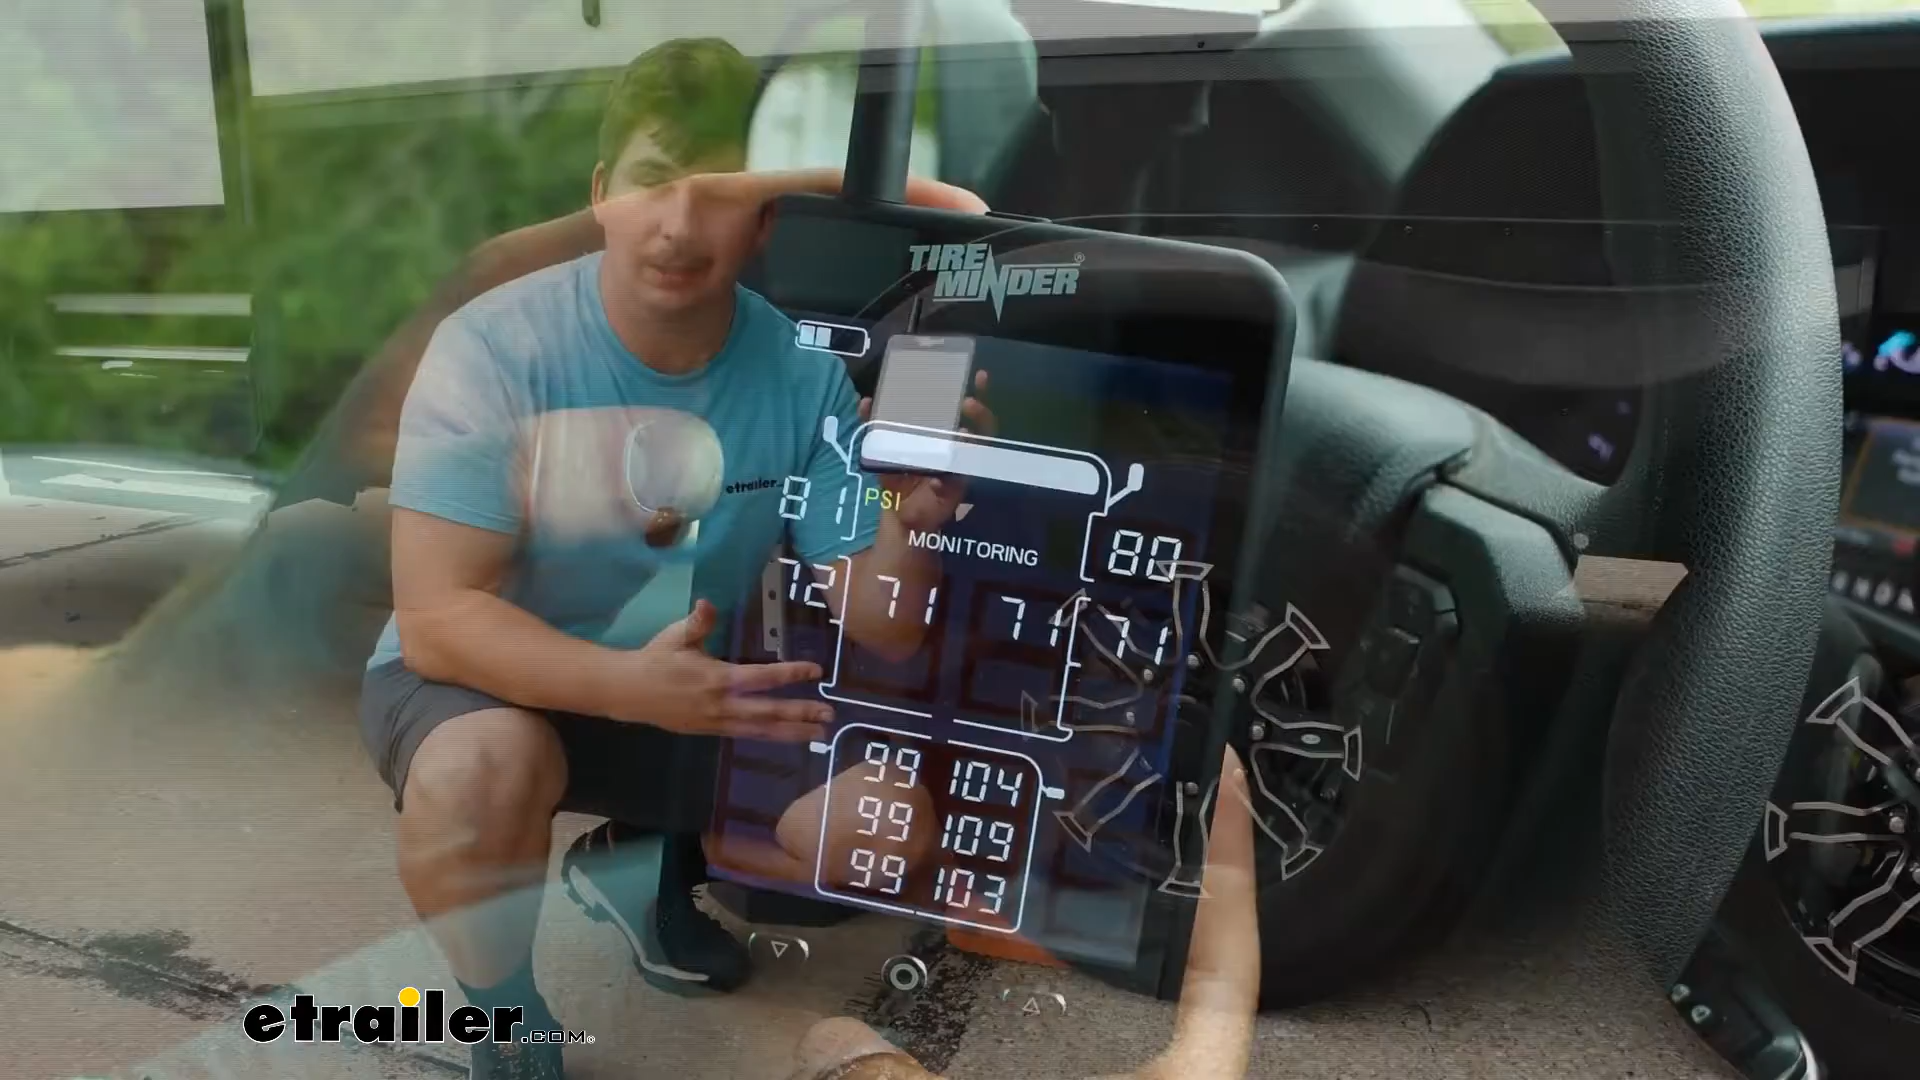 TIRE
MINDER®
etrailer
81 PSI
MONITORING
80
72 71 71 71
99 104
99 109
99 103
etrailer.com